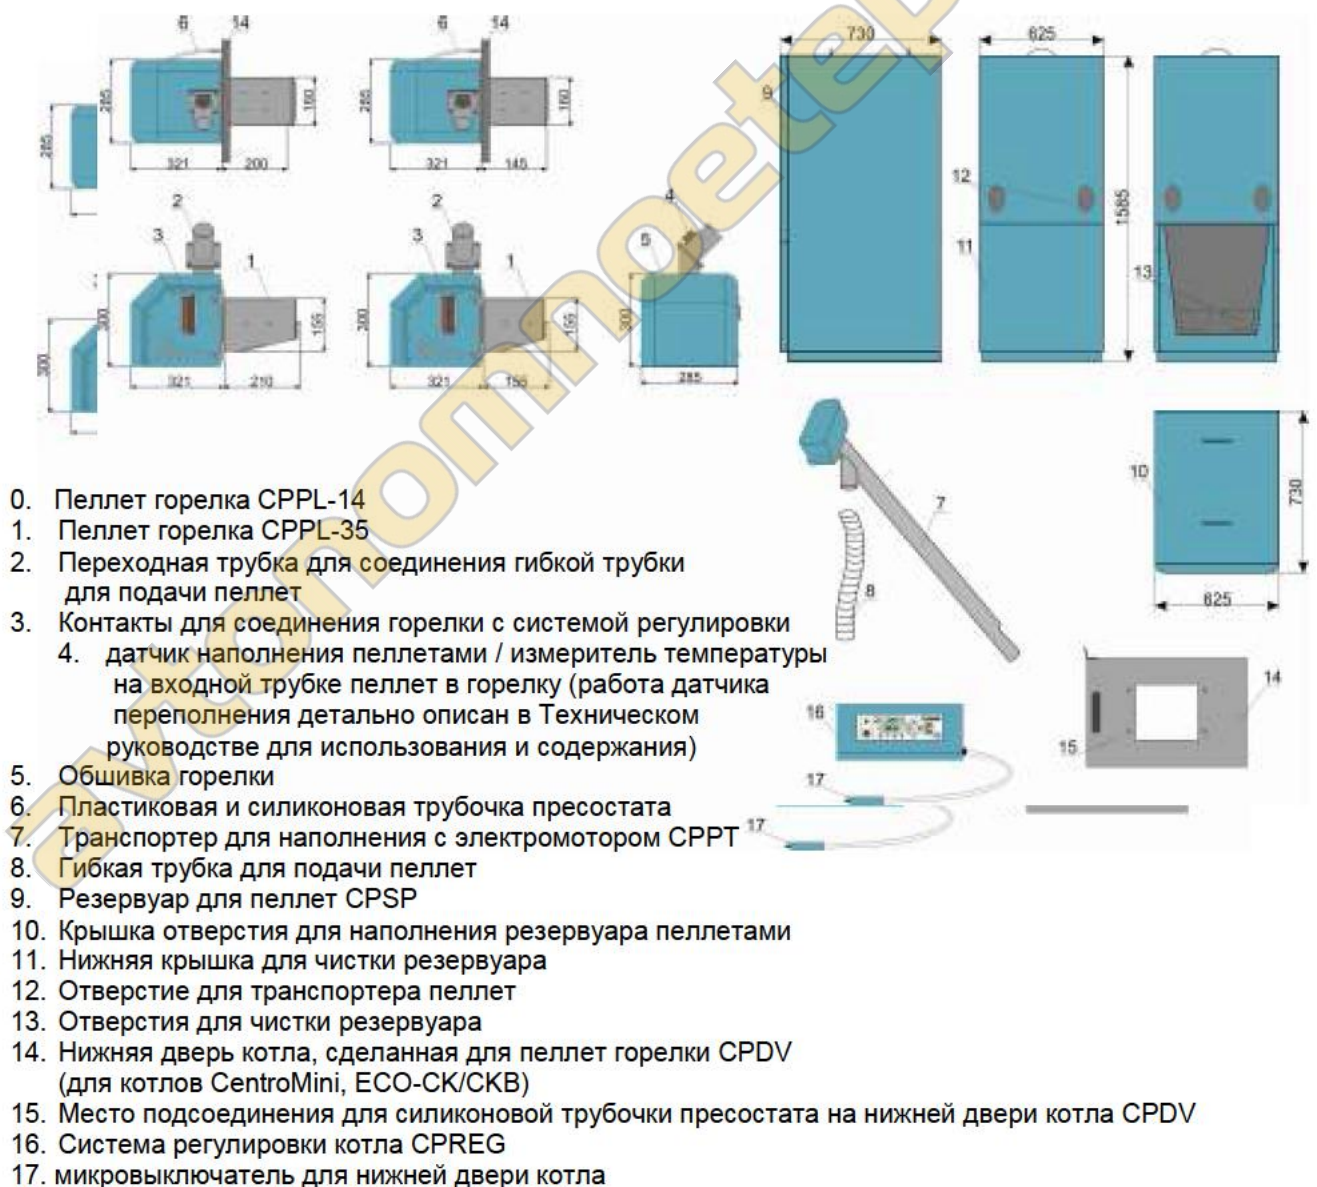 6 14 6 14 730 625
9
285 160 285 160
285
321 200 321 145
12
2 2 4 1585
3 3 5
11
1 1 13
300 155 300 155 300
300
321 210 321 155 285
10
7 730
8
625
0. Пеллет горелка CPPL-14
1. Пеллет горелка CPPL-35
2. Переходная трубка для соединения гибкой трубки
для подачи пеллет
3. Контакты для соединения горелки с системой регулировки
4. датчик наполнения пеллетами / измеритель температуры
на входной трубке пеллет в горелку (работа датчика
14
16
переполнения детально описан в Техническом
15
руководстве для использования и содержания)
5. Обшивка горелки
17
6. Пластиковая и силиконовая трубочка пресостата
17
7. Транспортер для наполнения с электромотором CPPT
8. Гибкая трубка для подачи пеллет
9. Резервуар для пеллет CPSP
10. Крышка отверстия для наполнения резервуара пеллетами
11. Нижняя крышка для чистки резервуара
12. Отверстие для транспортера пеллет
13. Отверстия для чистки резервуара
14. Нижняя дверь котла, сделанная для пеллет горелки CPDV
(для котлов CentroMini, ECO-CK/CKB)
15. Место подсоединения для силиконовой трубочки пресостата на нижней двери котла CPDV
16. Система регулировки котла CPREG
17. микровыключатель для нижней двери котла